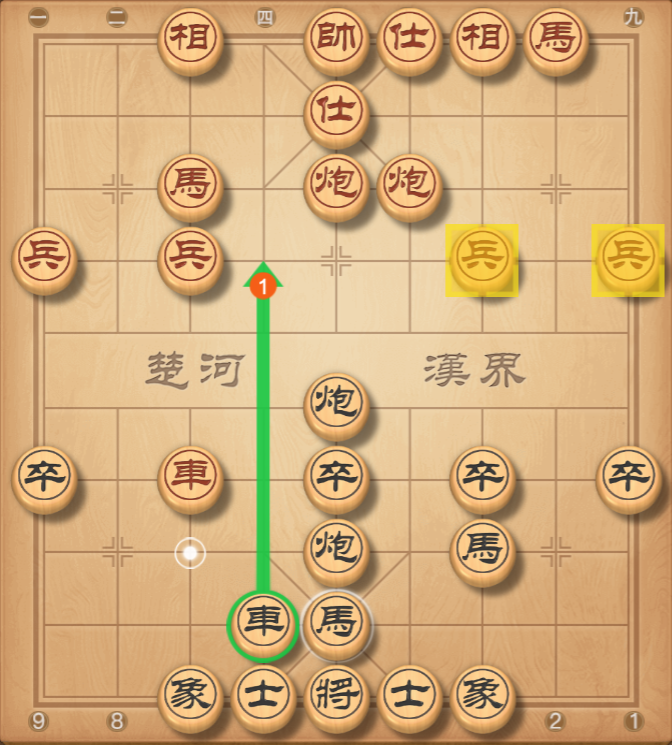 一 二 相 四 帥 仕 相 馬 九
仕
馬 炮 炮
兵 兵 兵 兵
1
楚河 漢界
炮
卒 車 卒 卒 卒
炮 馬
車 馬
9 8 象 士 將 士 象 2 1